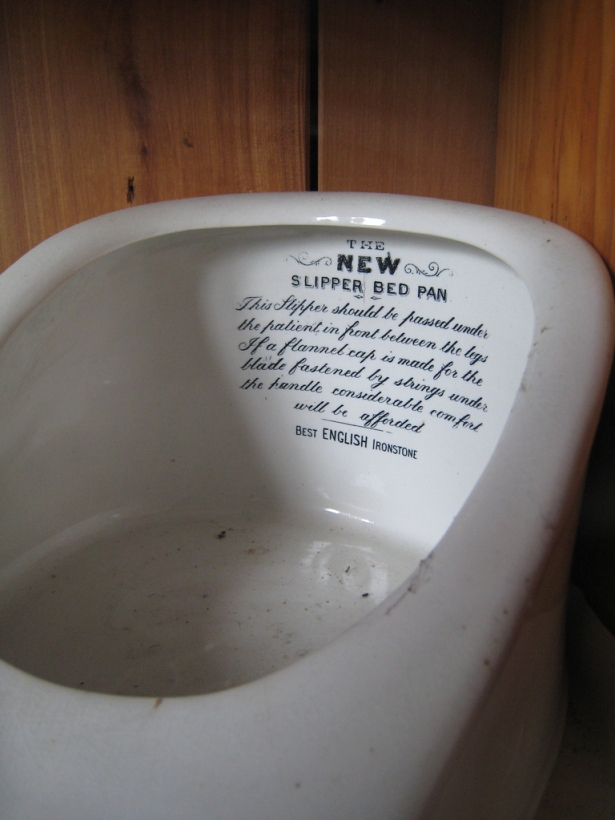 THE
NEW
SLIPPER BED PAN
This Slipper should be passed under
the patient in front between the legs
If a flannel cap is made for the
blade fastened by strings under
the handle considerable comfort
will be afforded
BEST ENGLISH IRONSTONE